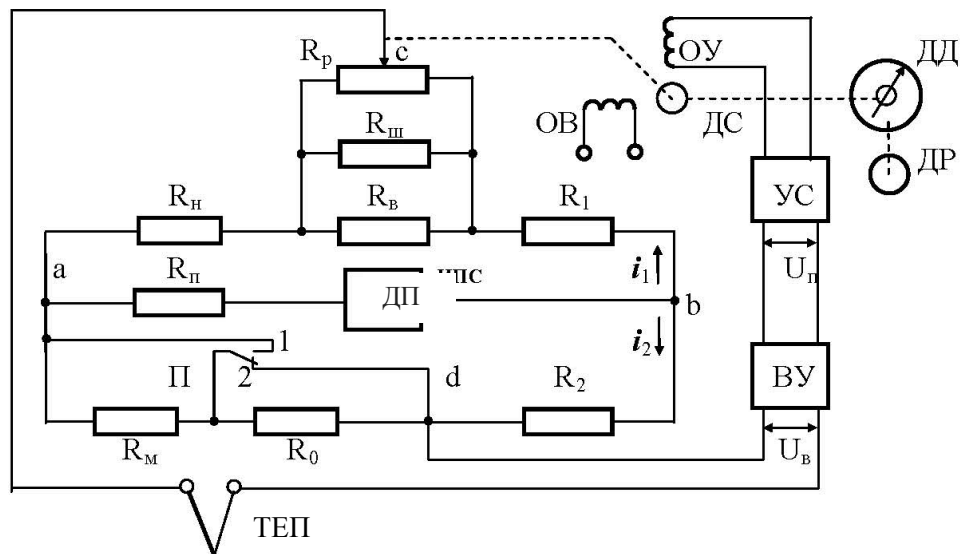 Rр
c
ОУ
ДД
Rш
ОВ
ДС
ДР
УС
Rн
Rв
R1
a
Rп
ДП
ИПС
i1
Uп
b
1
i2
П
2
d
R2
ВУ
Rм
R0
Uв
ТЕП